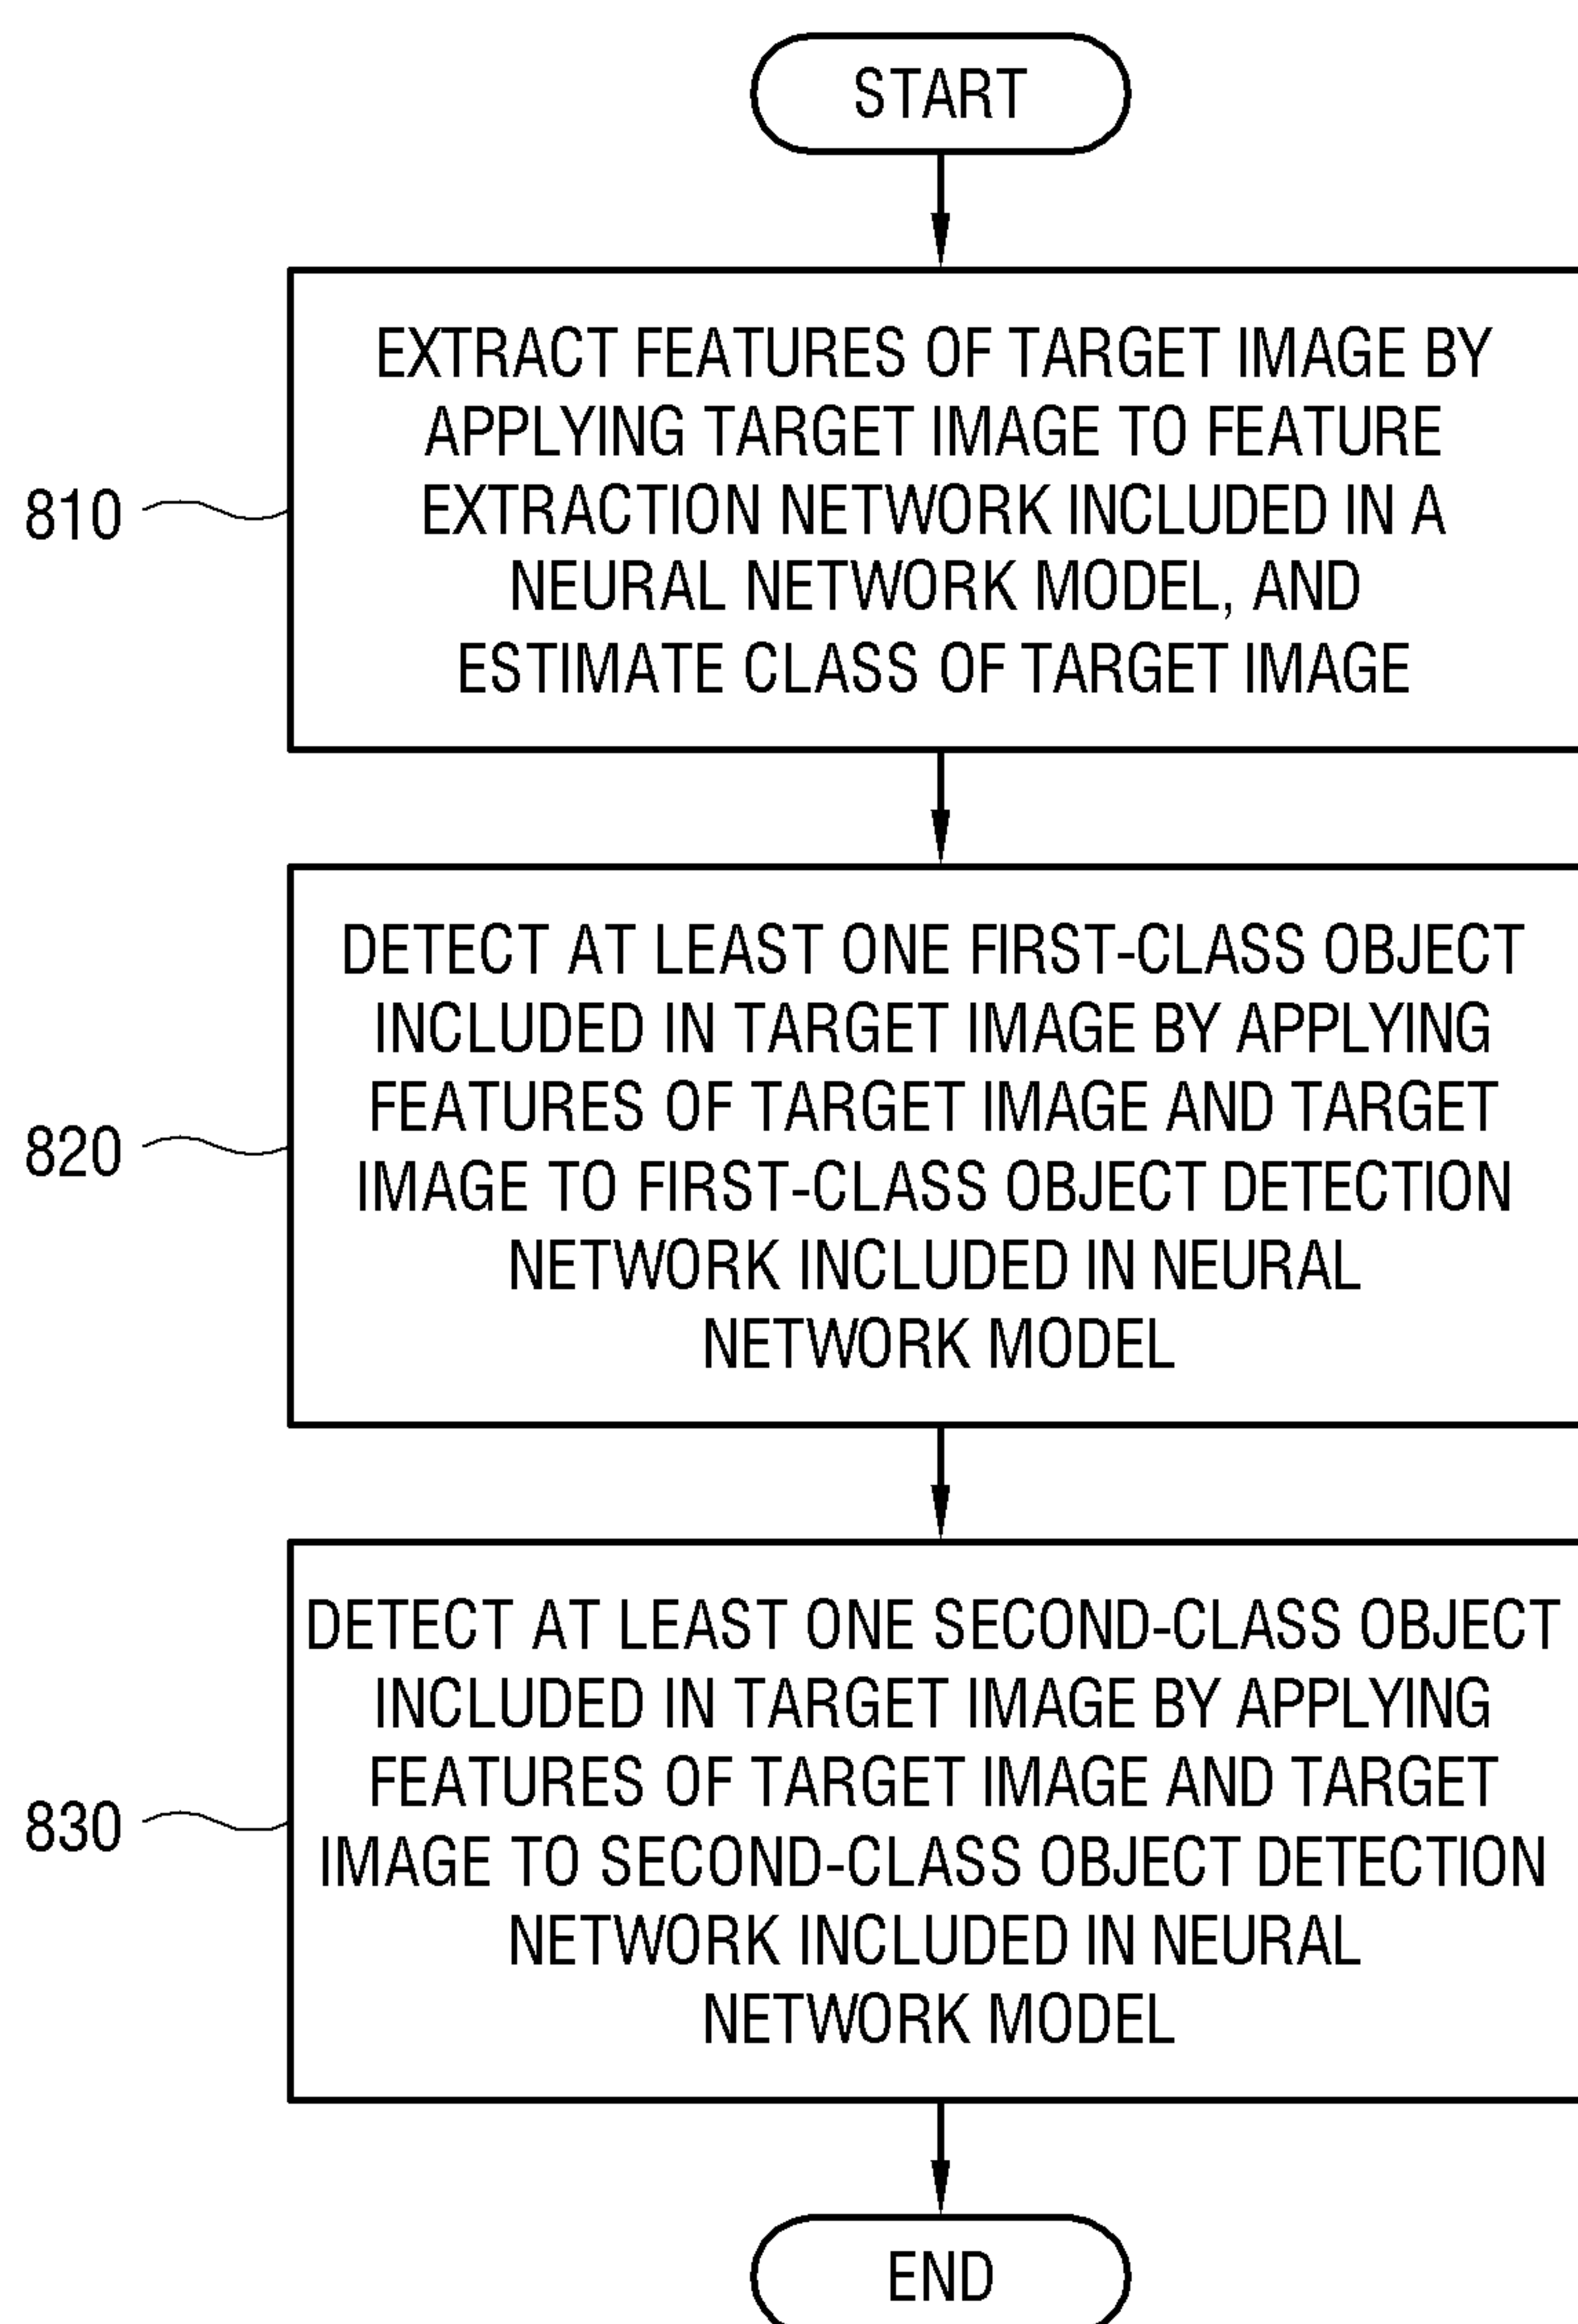 START
EXTRACT FEATURES OF TARGET IMAGE BY
APPLYING TARGET IMAGE TO FEATURE
EXTRACTION NETWORK INCLUDED IN A
NEURAL NETWORK MODEL, AND
ESTIMATE CLASS OF TARGET IMAGE
810
DETECT AT LEAST ONE FIRST-CLASS OBJECT
INCLUDED IN TARGET IMAGE BY APPLYING
FEATURES OF TARGET IMAGE AND TARGET
IMAGE TO FIRST-CLASS OBJECT DETECTION
NETWORK INCLUDED IN NEURAL
NETWORK MODEL
820
DETECT AT LEAST ONE SECOND-CLASS OBJECT
INCLUDED IN TARGET IMAGE BY APPLYING
FEATURES OF TARGET IMAGE AND TARGET
IMAGE TO SECOND-CLASS OBJECT DETECTION
NETWORK INCLUDED IN NEURAL
NETWORK MODEL
830
END